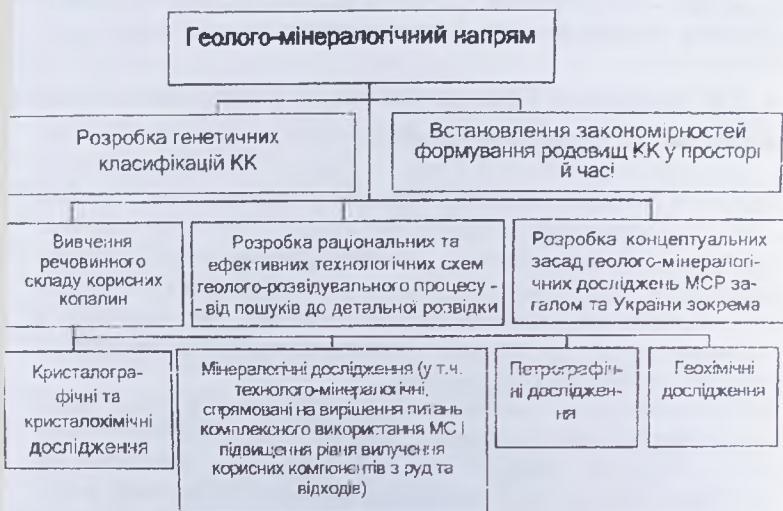 Геолого-мінералогічний напрям
Розробка генетичних
класифікацій КК
Встановлення закономірностей
формування родовищ КК у просторі
й часі
Вивчення
речовинного
складу корисних
копалин
Розробка раціональних та
ефективних технологічних схем
геолого-розвідувального процесу -
- від пошуків до детальної розвідки
Розробка концептуальних
засад геолого-мінералогі-
чних досліджень МСР за-
галом та України зокрема
Кристалогра-
фічні та
кристалохімічні
дослідження
Мінералогічні дослідження (у т.ч.
технолого-мінералогічні,
спрямовані на вирішення питань
комплексного використання МС і
підвищення рівня вилучення
корисних компонентів з руд та
відходів)
Петрографіч-
ні дослiджен-
ня
Геохімічні
дослідження